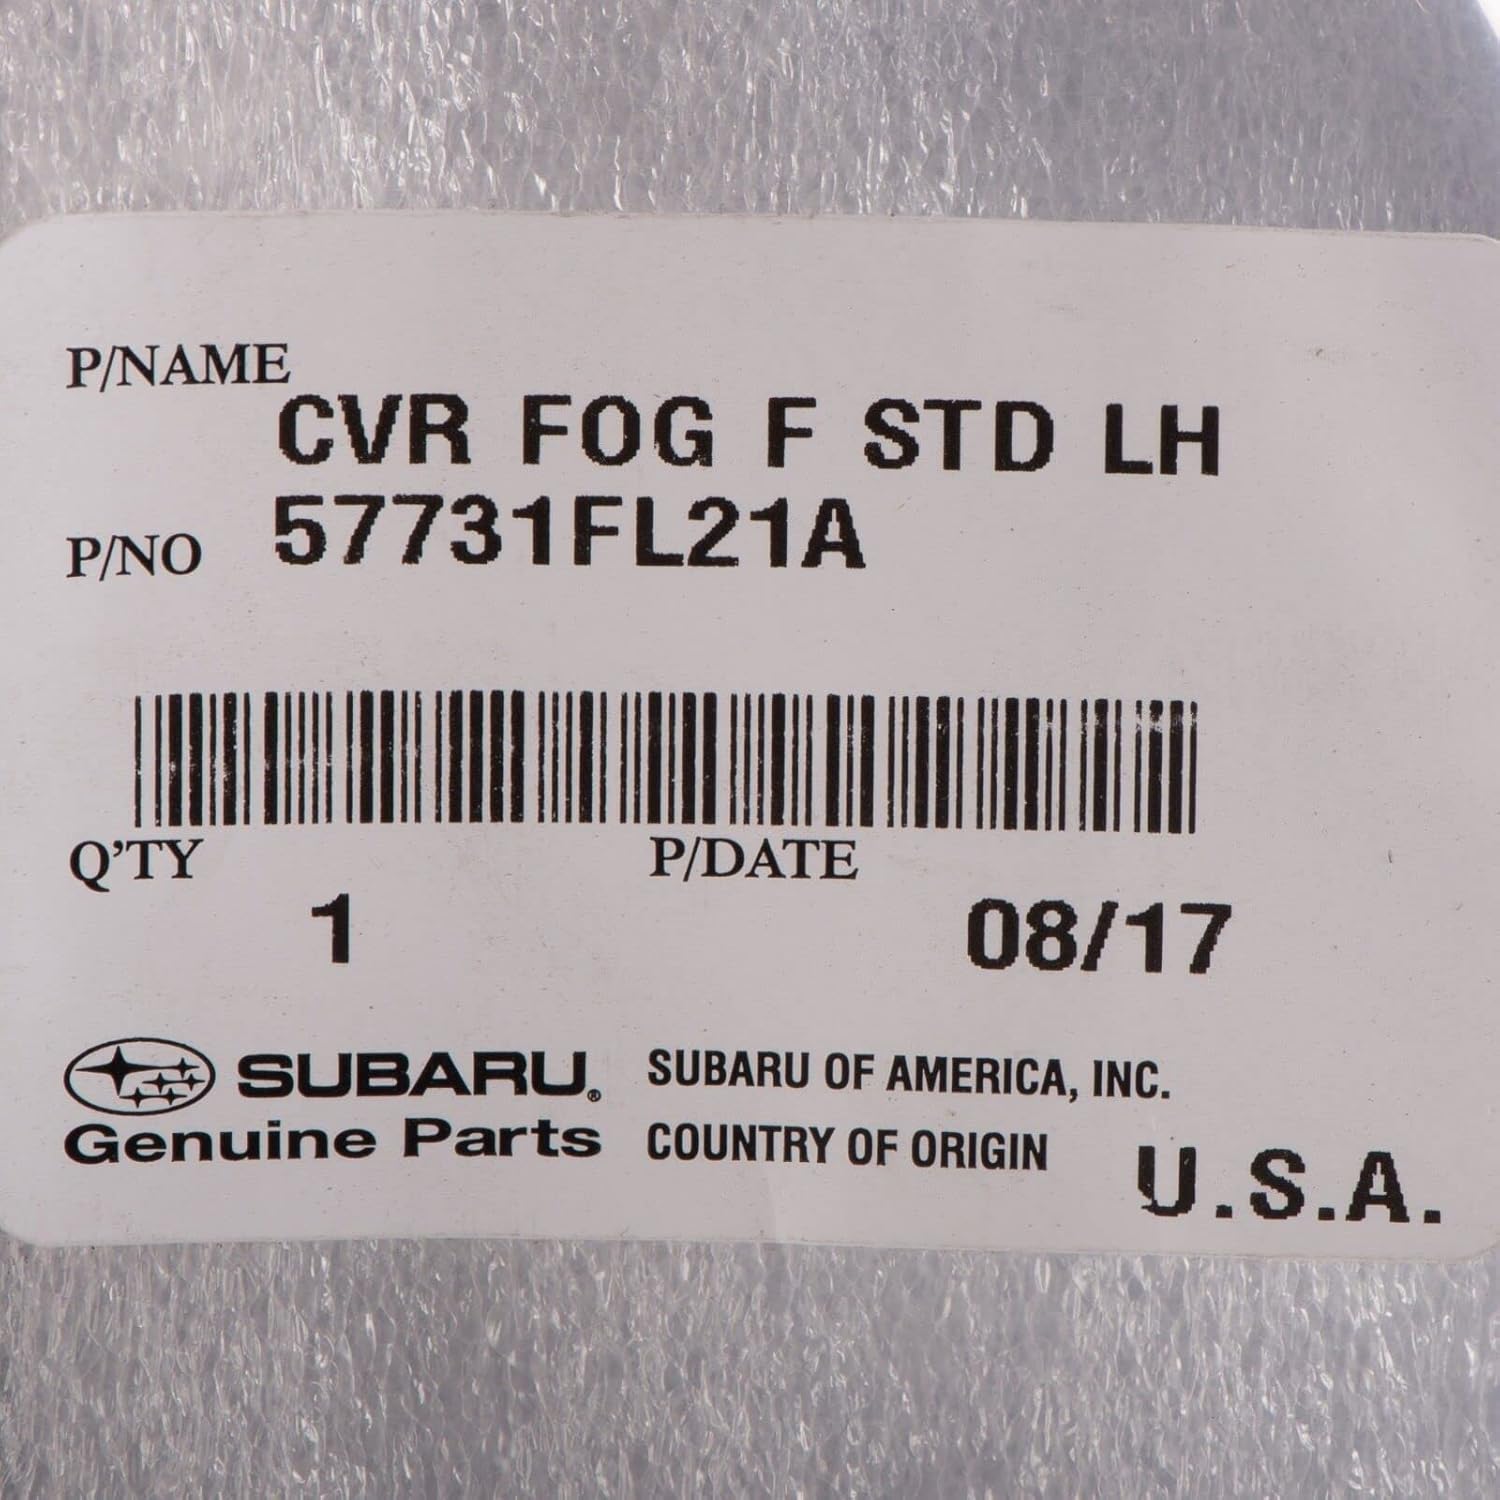 P/NAME
CVR FOG F STD LH
P/NO 57731FL21A
Q'TY P/DATE
1 08/17
SUBARU® SUBARU OF AMERICA, INC.
Genuine Parts COUNTRY OF ORIGIN U.S.A.